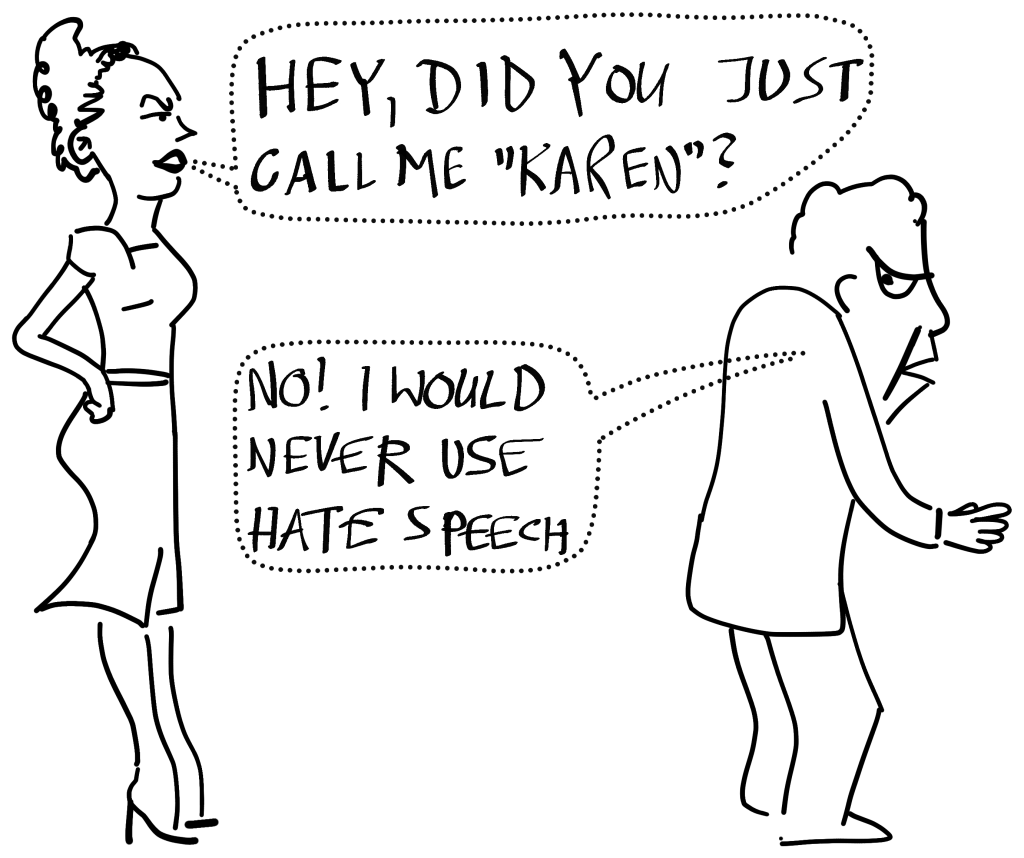 HEY, DID YOU JUST
CALL ME "KAREN"?
NO! I WOULD
NEVER USE
HATE SPEECH